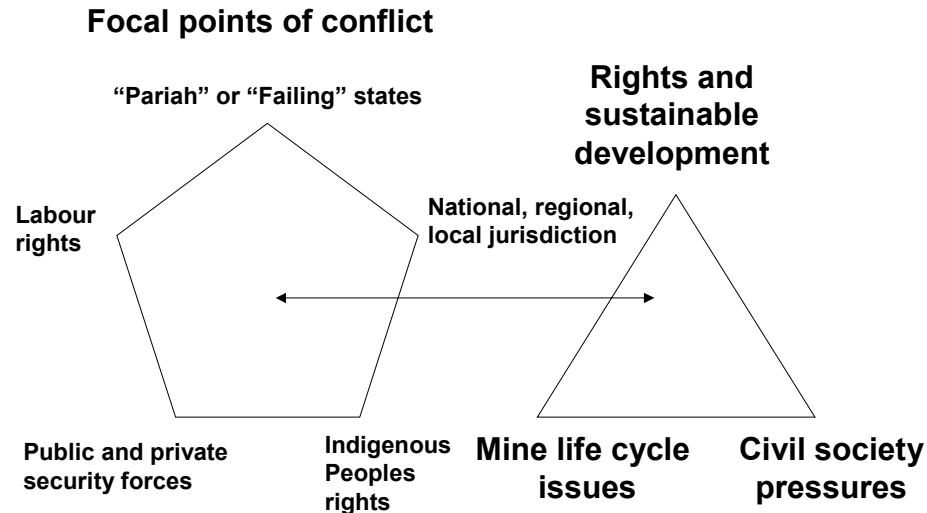 Focal points of conflict
“Pariah” or “Failing” states
Labour
rights
National, regional,
local jurisdiction
Public and private
security forces
Indigenous
Peoples
rights
Rights and
sustainable
development
Mine life cycle
issues
Civil society
pressures